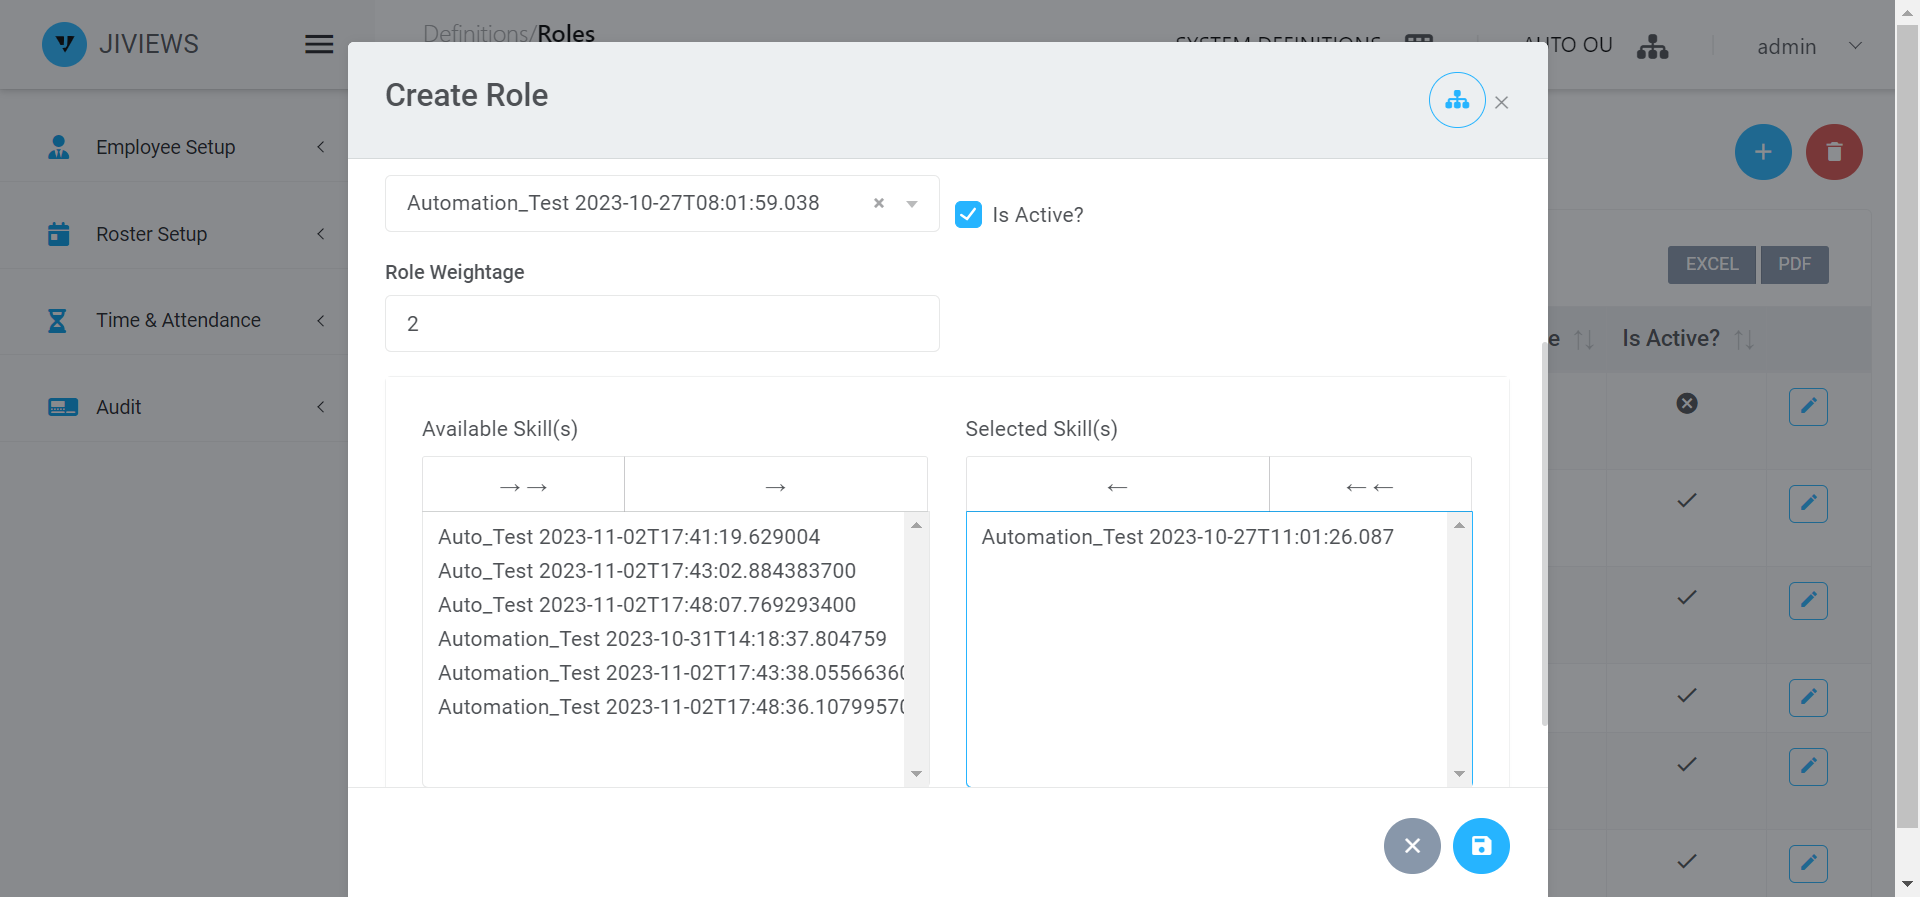 JIVIEWS
Definitions/Roles
SYSTEM DEFINITIONS
AUTO OU
admin
Employee Setup
Roster Setup
Time & Attendance
Audit
Create Role
Automation_Test 2023-10-27T08:01:59.038
Is Active?
Role Weightage
2
Available Skill(s)
→→
→
Auto_Test 2023-11-02T17:41:19.629004
Auto_Test 2023-11-02T17:43:02.884383700
Auto_Test 2023-11-02T17:48:07.769293400
Automation_Test 2023-10-31T14:18:37.804759
Automation_Test 2023-11-02T17:43:38.05566360
Automation_Test 2023-11-02T17:48:36.10799570
Selected Skill(s)
←
←←
Automation_Test 2023-10-27T11:01:26.087
EXCEL
PDF
e
Is Active?